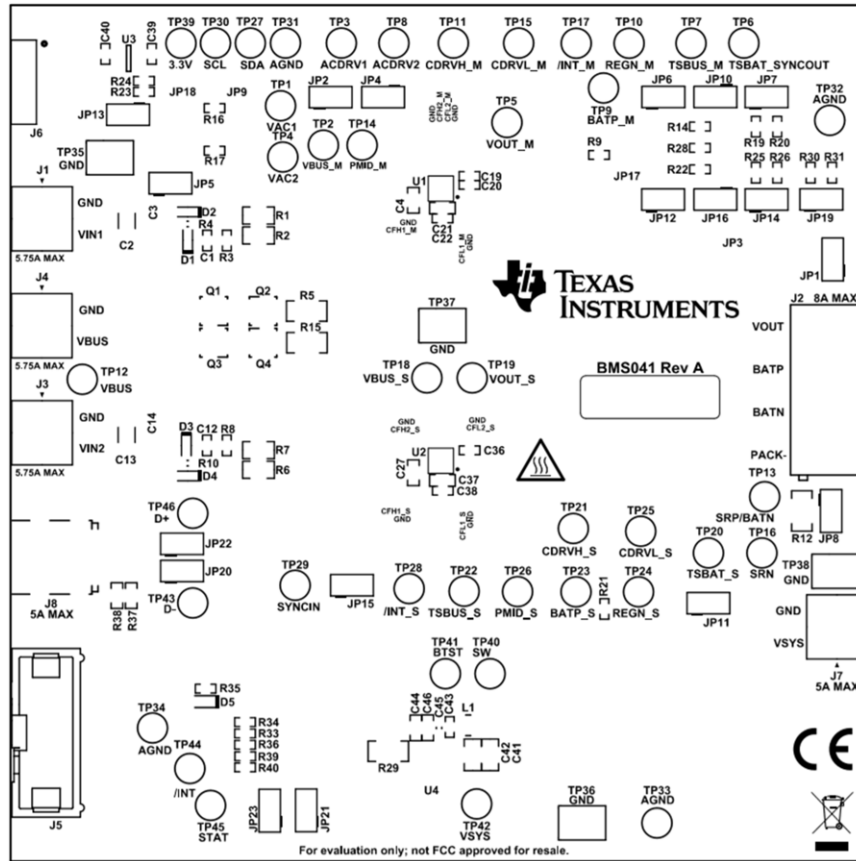 C40
U3
C39
TP39
3.3V
TP30
SCL
TP27
SDA
TP31
AGND
TP3
ACDRV1
TP8
ACDRV2
TP11
CDRVH_M
TP15
CDRVL_M
TP17
/INT_M
TP10
REGN_M
TP7
TSBUS_M
TP6
TSBAT_SYNCOUT
J6
R24
R23
JP13
JP18
JP9
R16
R17
TP1
VAC1
TP4
VAC2
JP2
JP4
TP2
VBUS_M
TP14
PMID_M
GND
CFH2_M
CFL2_M
GND
TP5
VOUT_M
TP9
BATP_M
R9
JP17
JP6
JP10
JP7
TP32
AGND
R14
R28
R22
R19
R20
R25
R26
R30
R31
JP12
JP16
JP14
JP19
JP3
JP1
TP35
GND
JP5
J1
GND
VIN1
5.75A MAX
C2
C3
D2
R4
D1
C1
R3
R1
R2
U1
C19
C20
C4
C21
C22
GND
CFH1_M
CFL1_M
GND
TEXAS
INSTRUMENTS
J4
GND
VBUS
5.75A MAX
Q1
Q2
Q3
Q4
R5
R15
TP37
GND
TP12
VBUS
TP18
VBUS_S
TP19
VOUT_S
BMS041 Rev A
J2
8A MAX
VOUT
BATP
BATN
PACK-
J3
GND
VIN2
5.75A MAX
C14
C13
D3
C12
R8
R10
D4
R7
R6
GND
CFH2_S
GND
CFL2_S
U2
C36
C27
C37
C38
CFH1_S
GND
CFL1_S
GND
TP13
SRP/BATN
R12
JP8
TP46
D+
JP22
JP20
TP43
D-
J8
5A MAX
R38
R37
TP29
SYNCIN
JP15
TP28
/INT_S
TP22
TSBUS_S
TP26
PMID_S
TP21
CDRVH_S
TP25
CDRVL_S
TP23
BATP_S
R21
TP24
REGN_S
TP20
TSBAT_S
TP16
SRN
JP11
TP38
GND
GND
VSYS
J7
5A MAX
TP41
BTST
TP40
SW
R35
D5
TP34
AGND
TP44
/INT
TP45
STAT
R34
R33
R36
R39
R40
JP23
JP21
R29
C44
C46
C45
C43
L1
C42
C41
U4
TP42
VSYS
TP36
GND
TP33
AGND
CE
J5
For evaluation only; not FCC approved for resale.